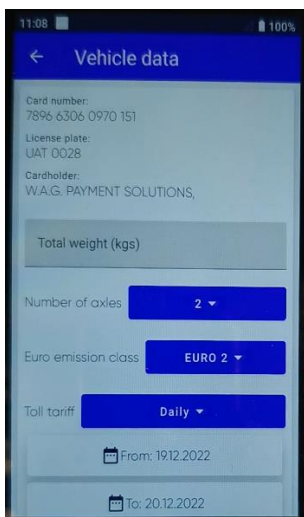 11:08 100%
Vehicle data
Card number:
7896 6306 0970 151
License plate:
UAT 0028
Cardholder:
W.A.G. PAYMENT SOLUTIONS,
Total weight (kgs)
Number of axles 2
Euro emission class EURO 2
Toll tariff Daily
From: 19.12.2022
To: 20.12.2022